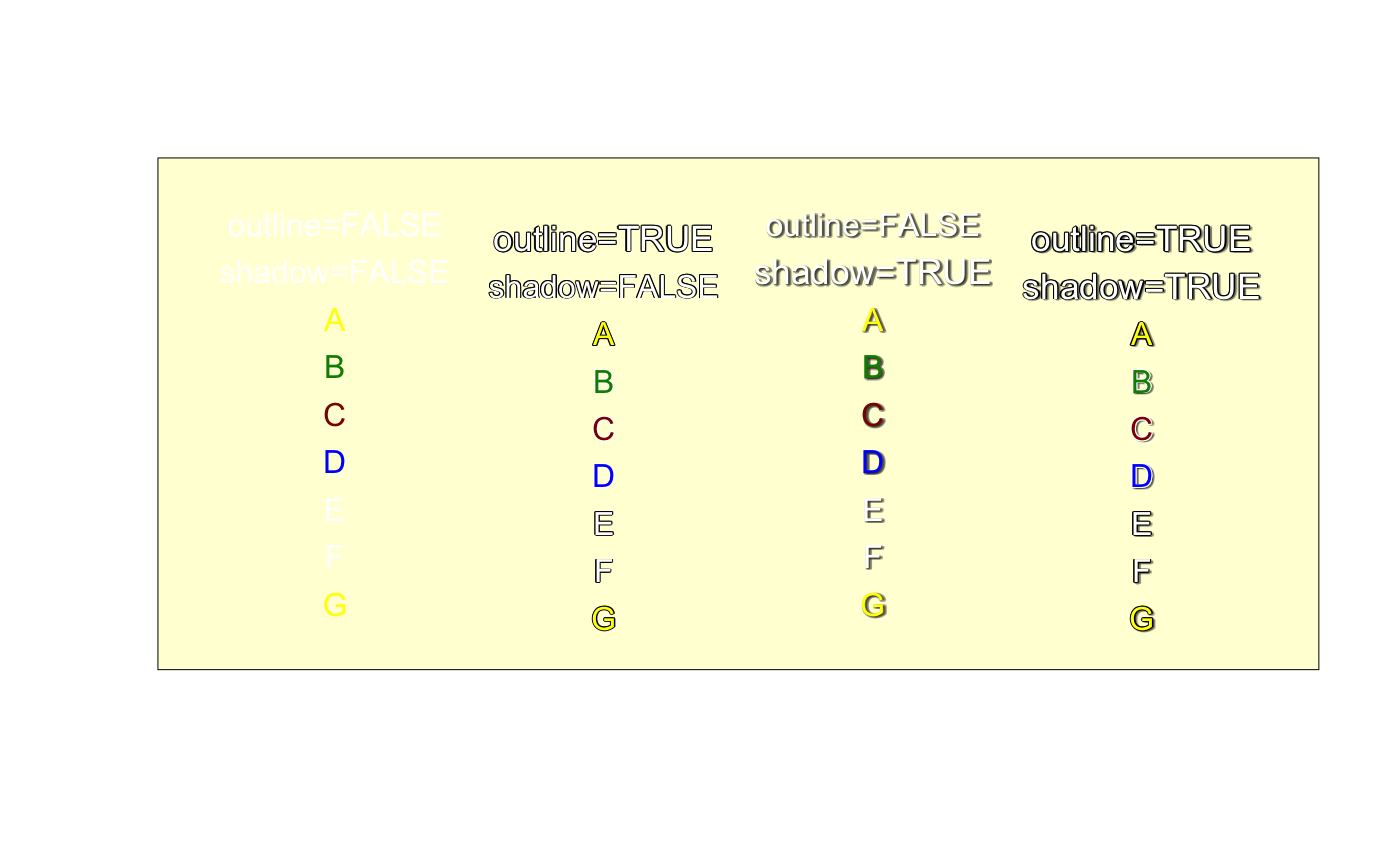 outline=FALSE
shadow=FALSE
A
B
C
D
E
F
G
outline=TRUE
shadow=FALSE
A
B
C
D
E
F
G
outline=FALSE
shadow=TRUE
A
B
C
D
E
F
G
outline=TRUE
shadow=TRUE
A
B
C
D
E
F
G